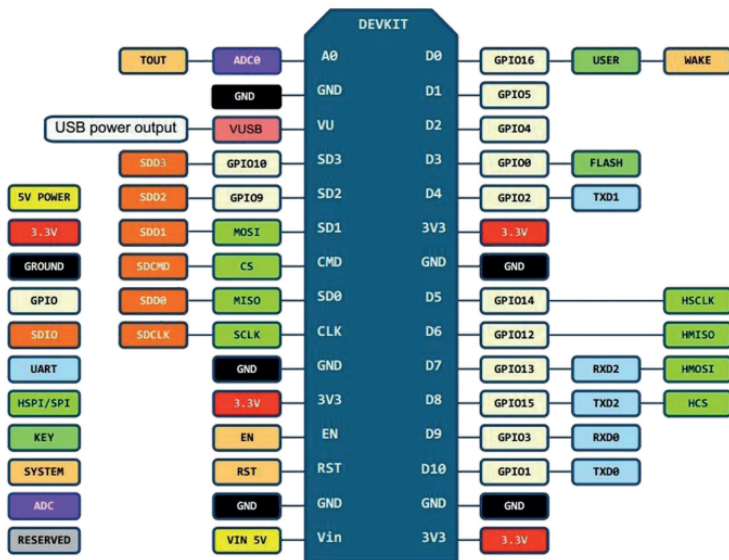 DEVKIT
TOUT ADC0 A0 D0 GPIO16 USER WAKE
GND GND D1 GPIO5
USB power output VUSB VU D2 GPIO4
SDD3 GPIO10 SD3 D3 GPIO0 FLASH
5V POWER SDD2 GPIO9 SD2 D4 GPIO2 TXD1
3.3V SDD1 MOSI SD1 3V3 3.3V
GROUND SDCMD CS CMD GND GND
GPIO SDD0 MISO SD0 D5 GPIO14 HSCLK
SDIO SDCLK SCLK CLK D6 GPIO12 HMISO
UART GND GND D7 GPIO13 RXD2 HMOSI
HSPI/SPI 3.3V 3V3 D8 GPIO15 TXD2 HCS
KEY EN EN D9 GPIO3 RXD0
SYSTEM RST RST D10 GPIO1 TXD0
ADC GND GND GND GND
RESERVED VIN 5V Vin 3V3 3.3V